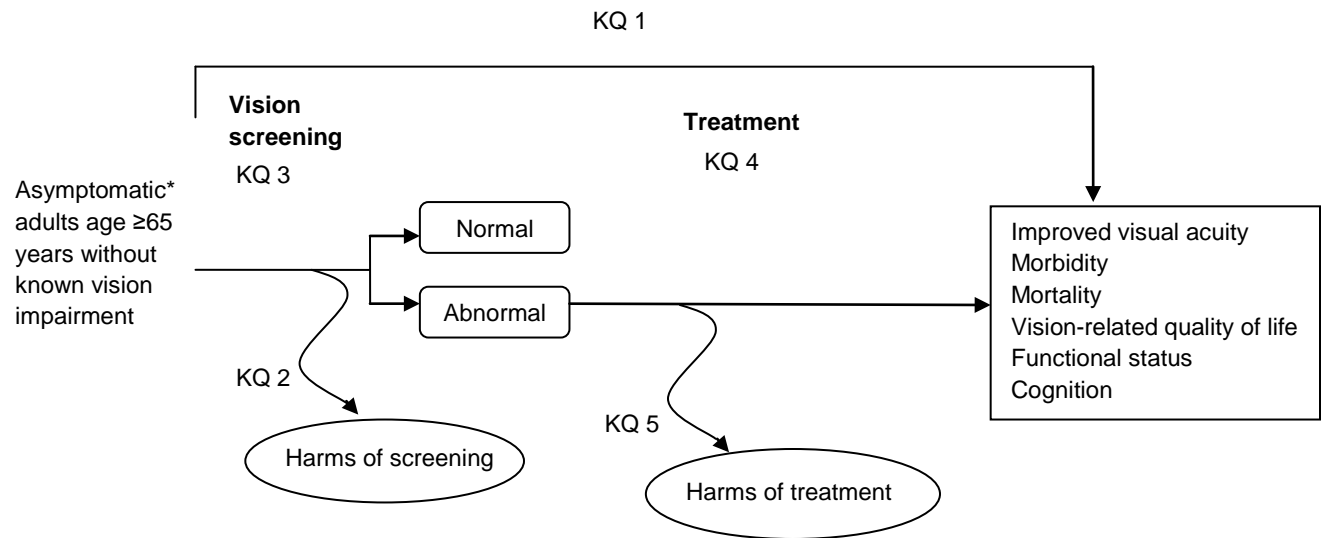 KQ 1
Vision
screening
KQ 3
Treatment
KQ 4
Asymptomatic*
adults age ≥65
years without
known vision
impairment
Normal
Abnormal
Improved visual acuity
Morbidity
Mortality
Vision-related quality of life
Functional status
Cognition
KQ 2
KQ 5
Harms of screening
Harms of treatment